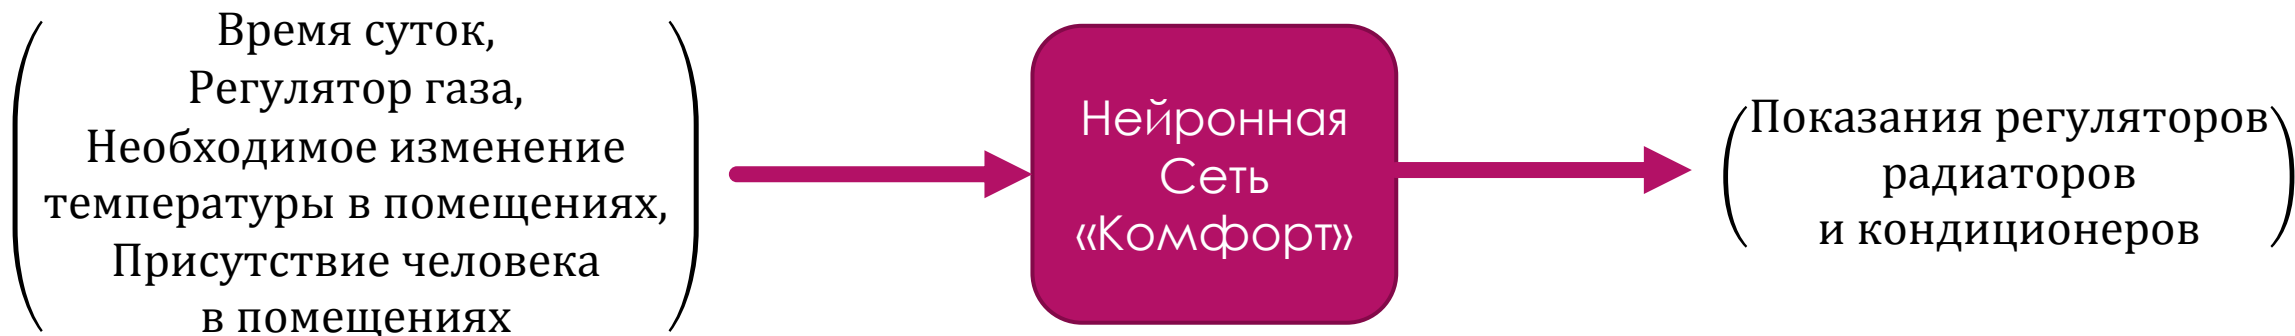 Время суток,
Регулятор газа,
Необходимое изменение
температуры в помещениях,
Присутствие человека
в помещениях
Нейронная
Сеть
«Комфорт»
Показания регуляторов
радиаторов
и кондиционеров